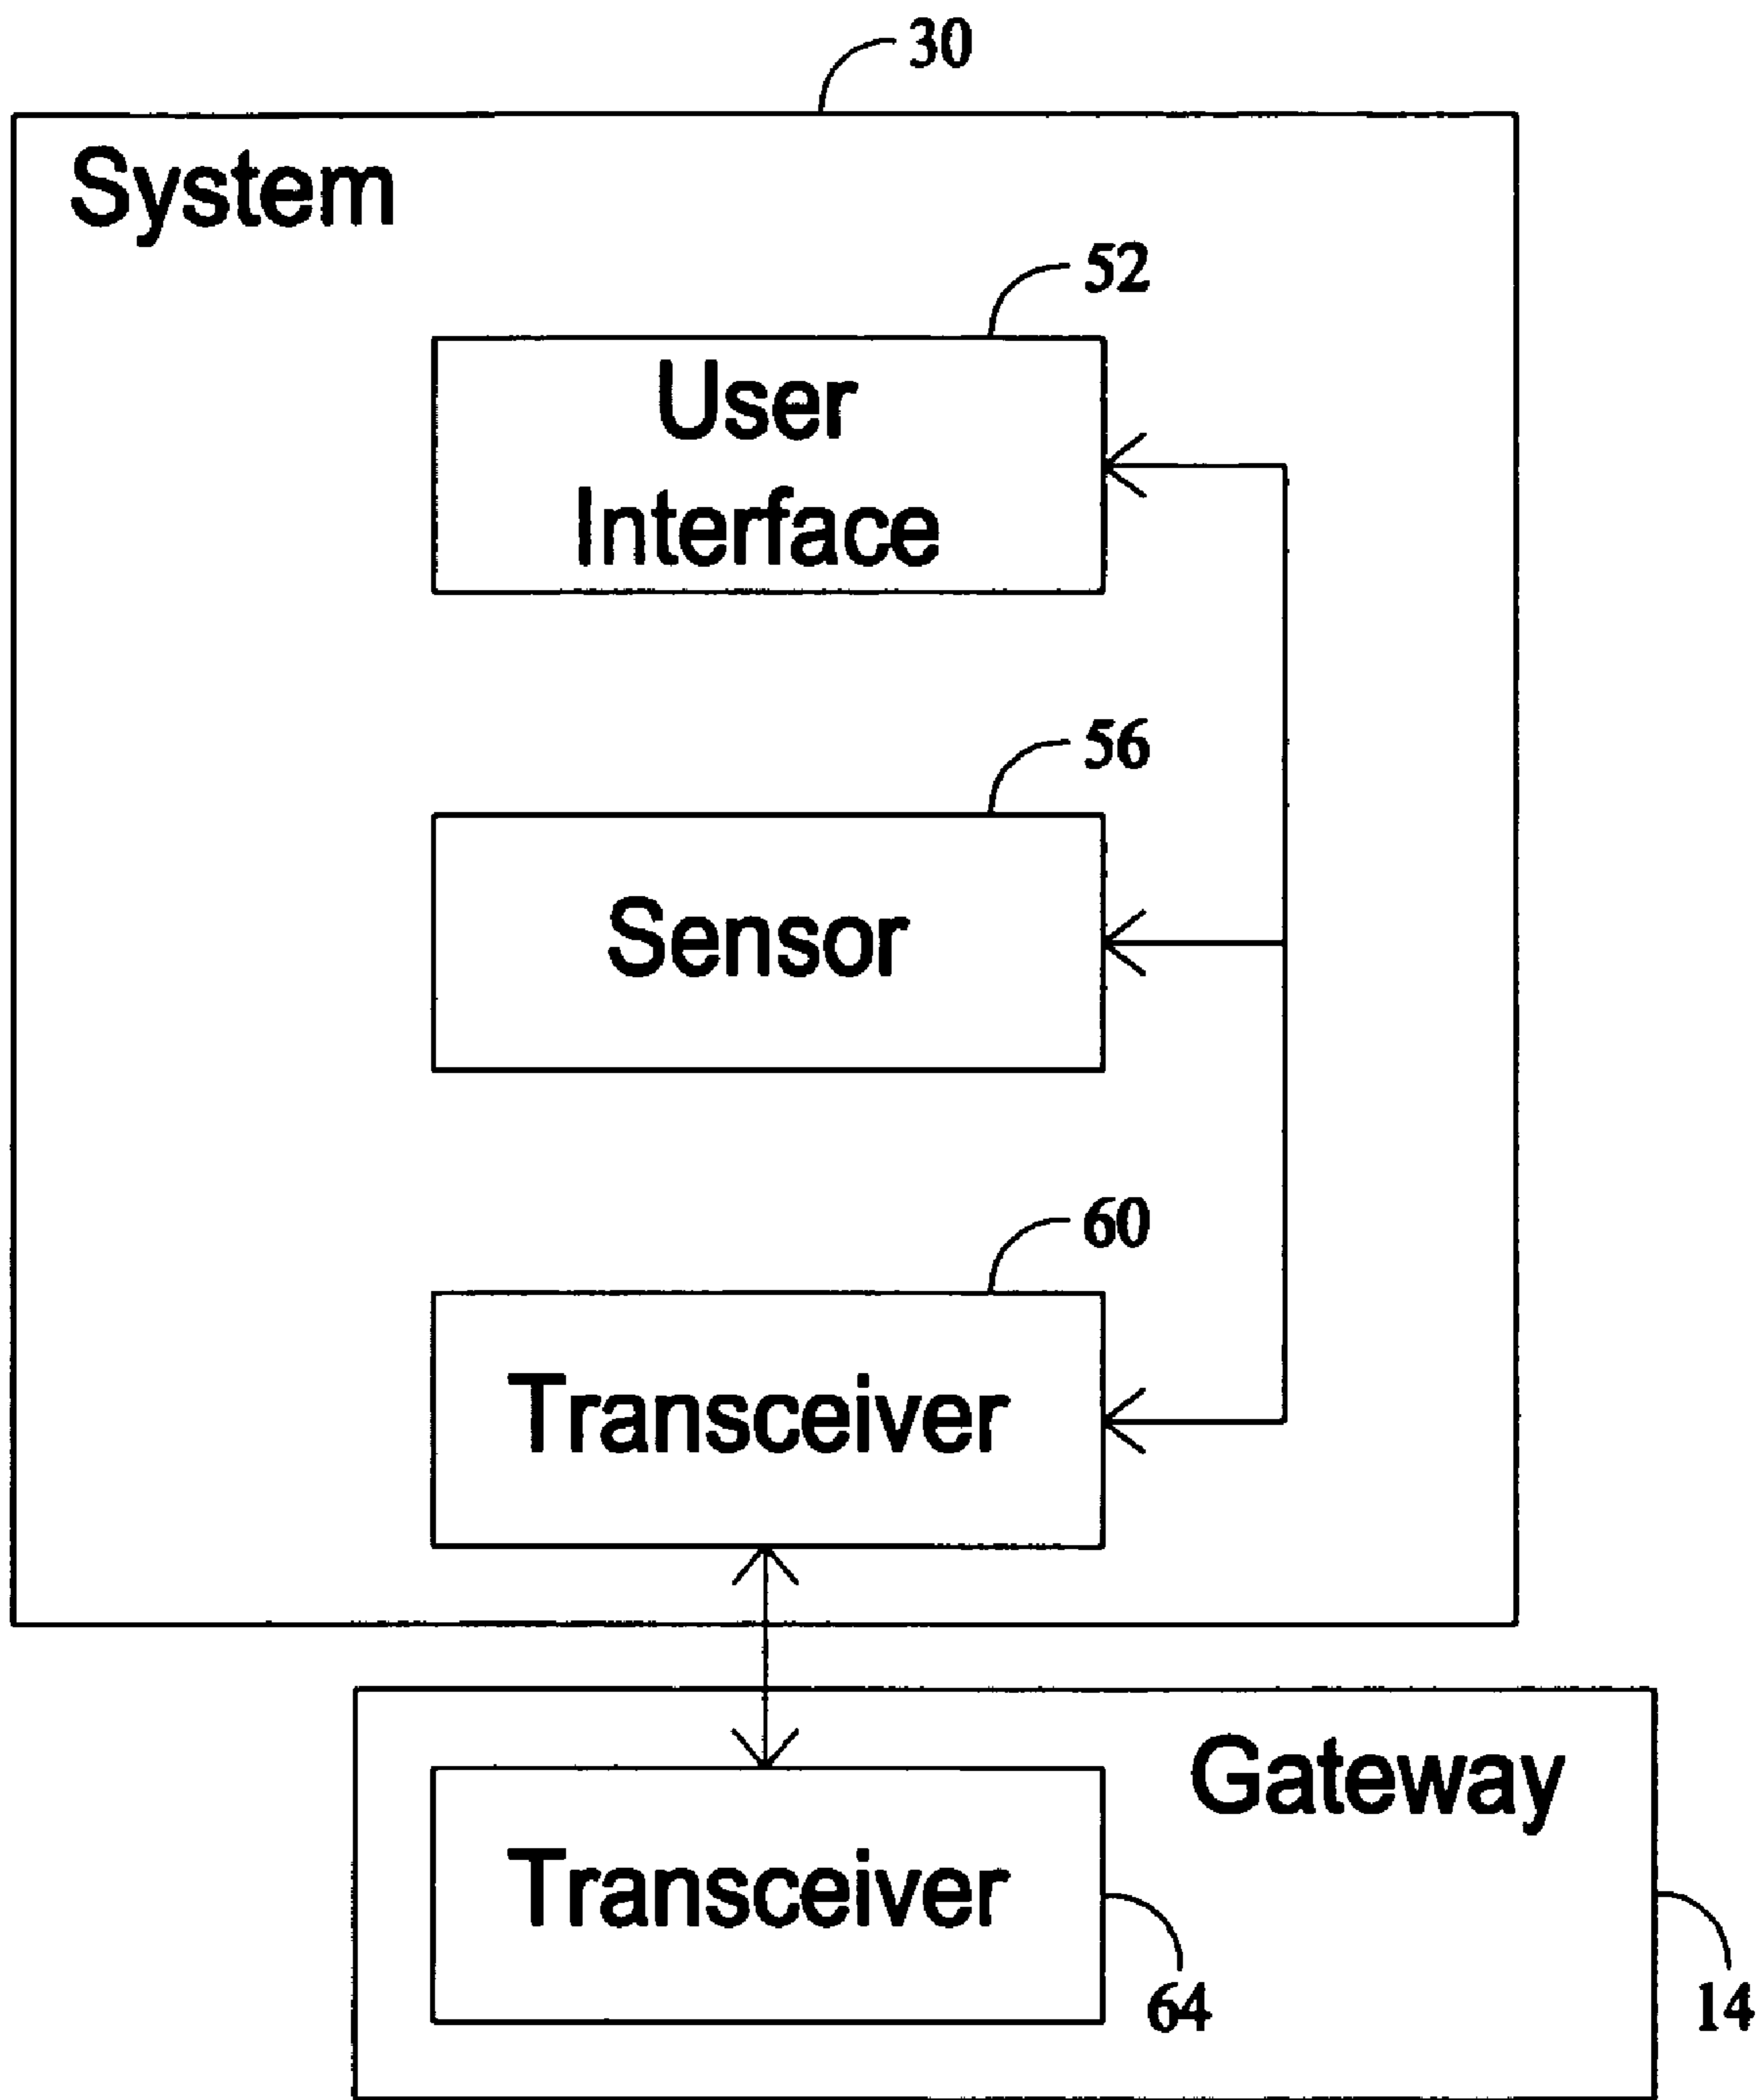 30
System
52
User
Interface
56
Sensor
60
Transceiver
Gateway
Transceiver
64
14